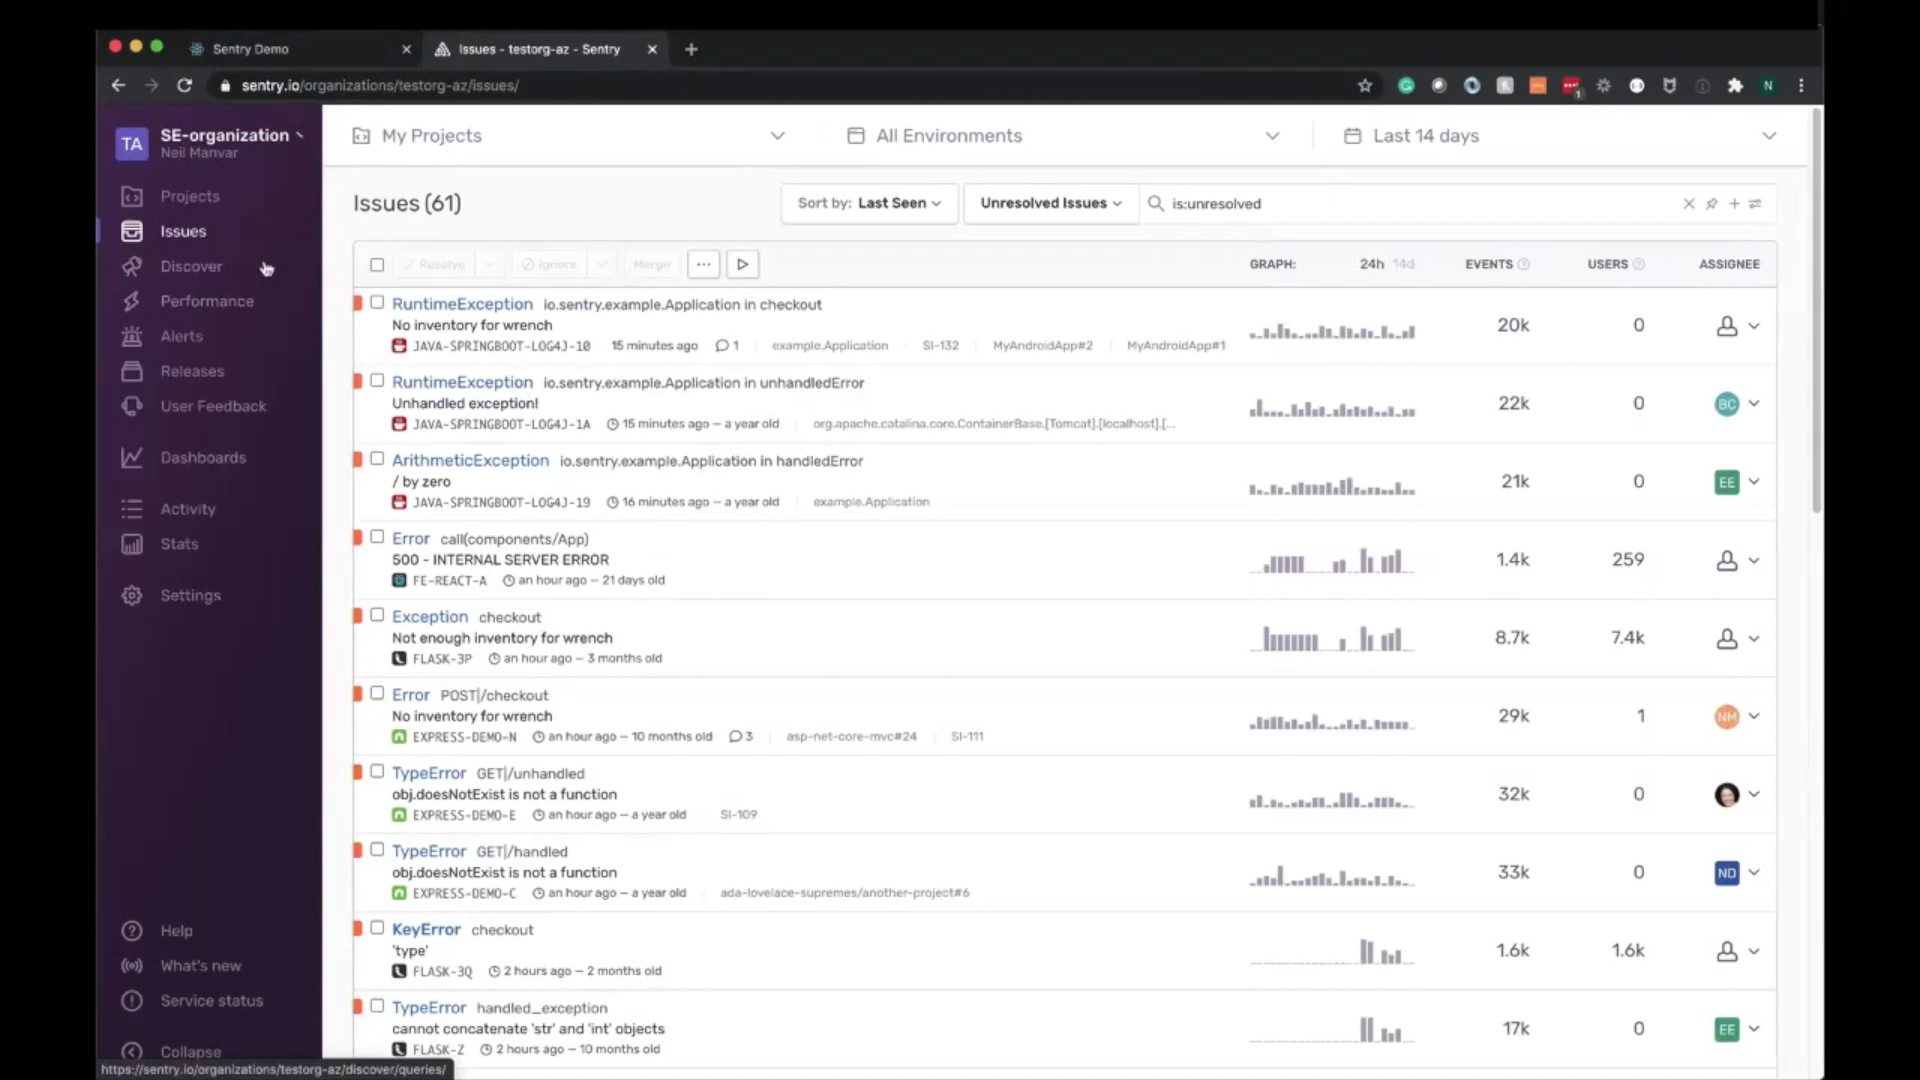 Sentry Demo
Issues - testorg-az - Sentry
sentry.io/organizations/testorg-az/issues/
1
N
TA
SE-organization
Neil Manvar
Projects
Issues
Discover
Performance
Alerts
Releases
User Feedback
Dashboards
Activity
Stats
Settings
Help
What's new
Service status
Collapse
https://sentry.io/organizations/testorg-az/discover/queries/
My Projects
All Environments
Last 14 days
Issues (61)
Sort by: Last Seen
Unresolved Issues
is:unresolved
Resolve
Ignore
Merge
GRAPH: 24h 14d
EVENTS
USERS
ASSIGNEE
RuntimeException io.sentry.example.Application in checkout
No inventory for wrench
JAVA-SPRINGBOOT-LOG4J-10 15 minutes ago 1 example.Application SI-132 MyAndroidApp#2 MyAndroidApp#1
20k 0
RuntimeException io.sentry.example.Application in unhandledError
Unhandled exception!
JAVA-SPRINGBOOT-LOG4J-1A 15 minutes ago — a year old org.apache.catalina.core.ContainerBase.[Tomcat].[localhost].[...
22k 0 BC
ArithmeticException io.sentry.example.Application in handledError
/ by zero
JAVA-SPRINGBOOT-LOG4J-19 16 minutes ago — a year old example.Application
21k 0 EE
Error call(components/App)
500 - INTERNAL SERVER ERROR
FE-REACT-A an hour ago — 21 days old
1.4k 259
Exception checkout
Not enough inventory for wrench
FLASK-3P an hour ago — 3 months old
8.7k 7.4k
Error POST|/checkout
No inventory for wrench
EXPRESS-DEMO-N an hour ago — 10 months old 3 asp-net-core-mvc#24 SI-111
29k 1 NM
TypeError GET|/unhandled
obj.doesNotExist is not a function
EXPRESS-DEMO-E an hour ago — a year old SI-109
32k 0
TypeError GET|/handled
obj.doesNotExist is not a function
EXPRESS-DEMO-C an hour ago — a year old ada-lovelace-supremes/another-project#6
33k 0 ND
KeyError checkout
'type'
FLASK-3Q 2 hours ago — 2 months old
1.6k 1.6k
TypeError handled_exception
cannot concatenate 'str' and 'int' objects
FLASK-Z 2 hours ago — 10 months old
17k 0 EE